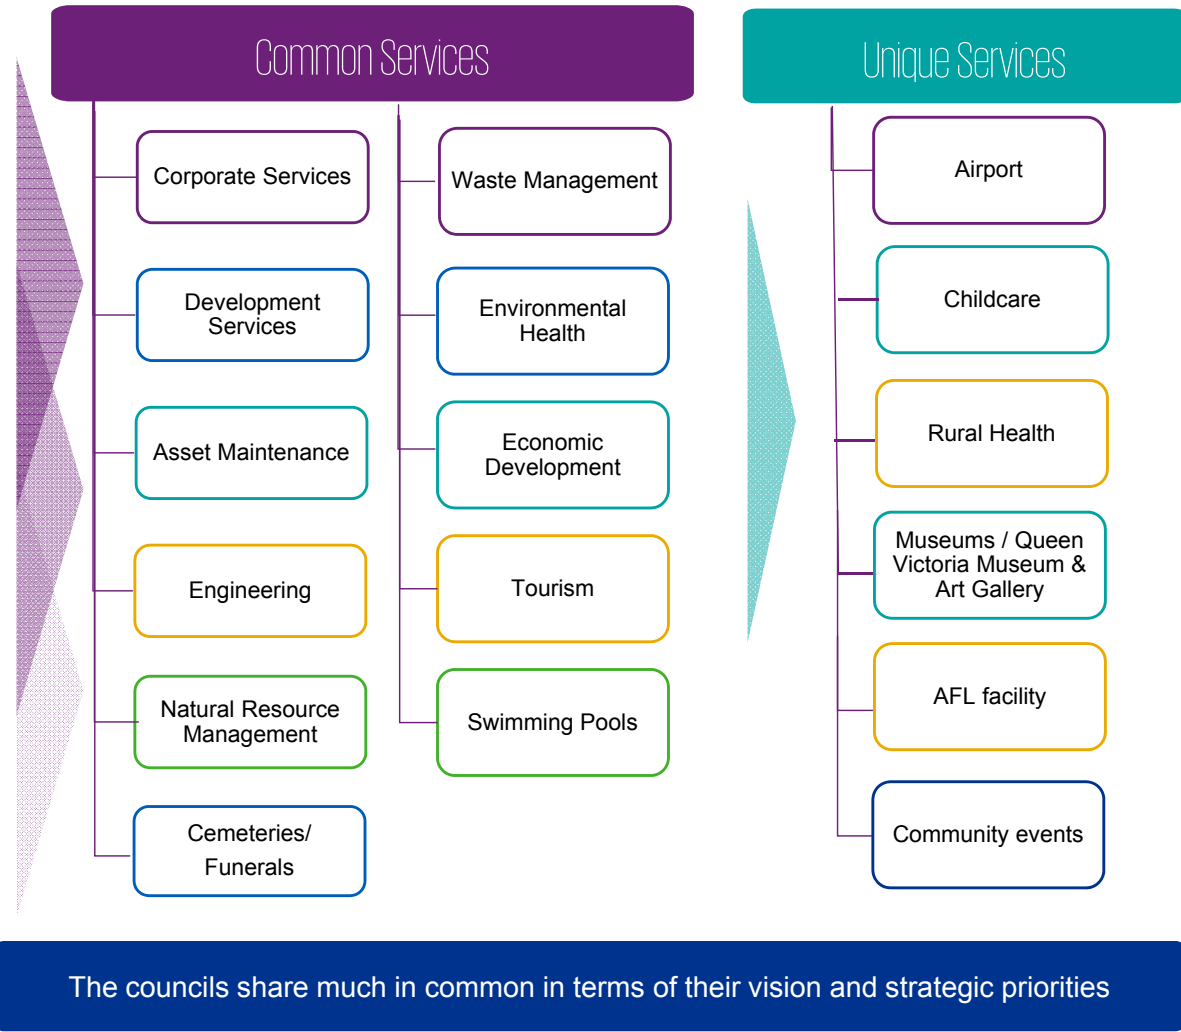 Common Services
Corporate Services
Development
Services
Asset Maintenance
Engineering
Natural Resource
Management
Cemeteries/
Funerals
Waste Management
Environmental
Health
Economic
Development
Tourism
Swimming Pools
Unique Services
Airport
Childcare
Rural Health
Museums / Queen
Victoria Museum &
Art Gallery
AFL facility
Community events
The councils share much in common in terms of their vision and strategic priorities